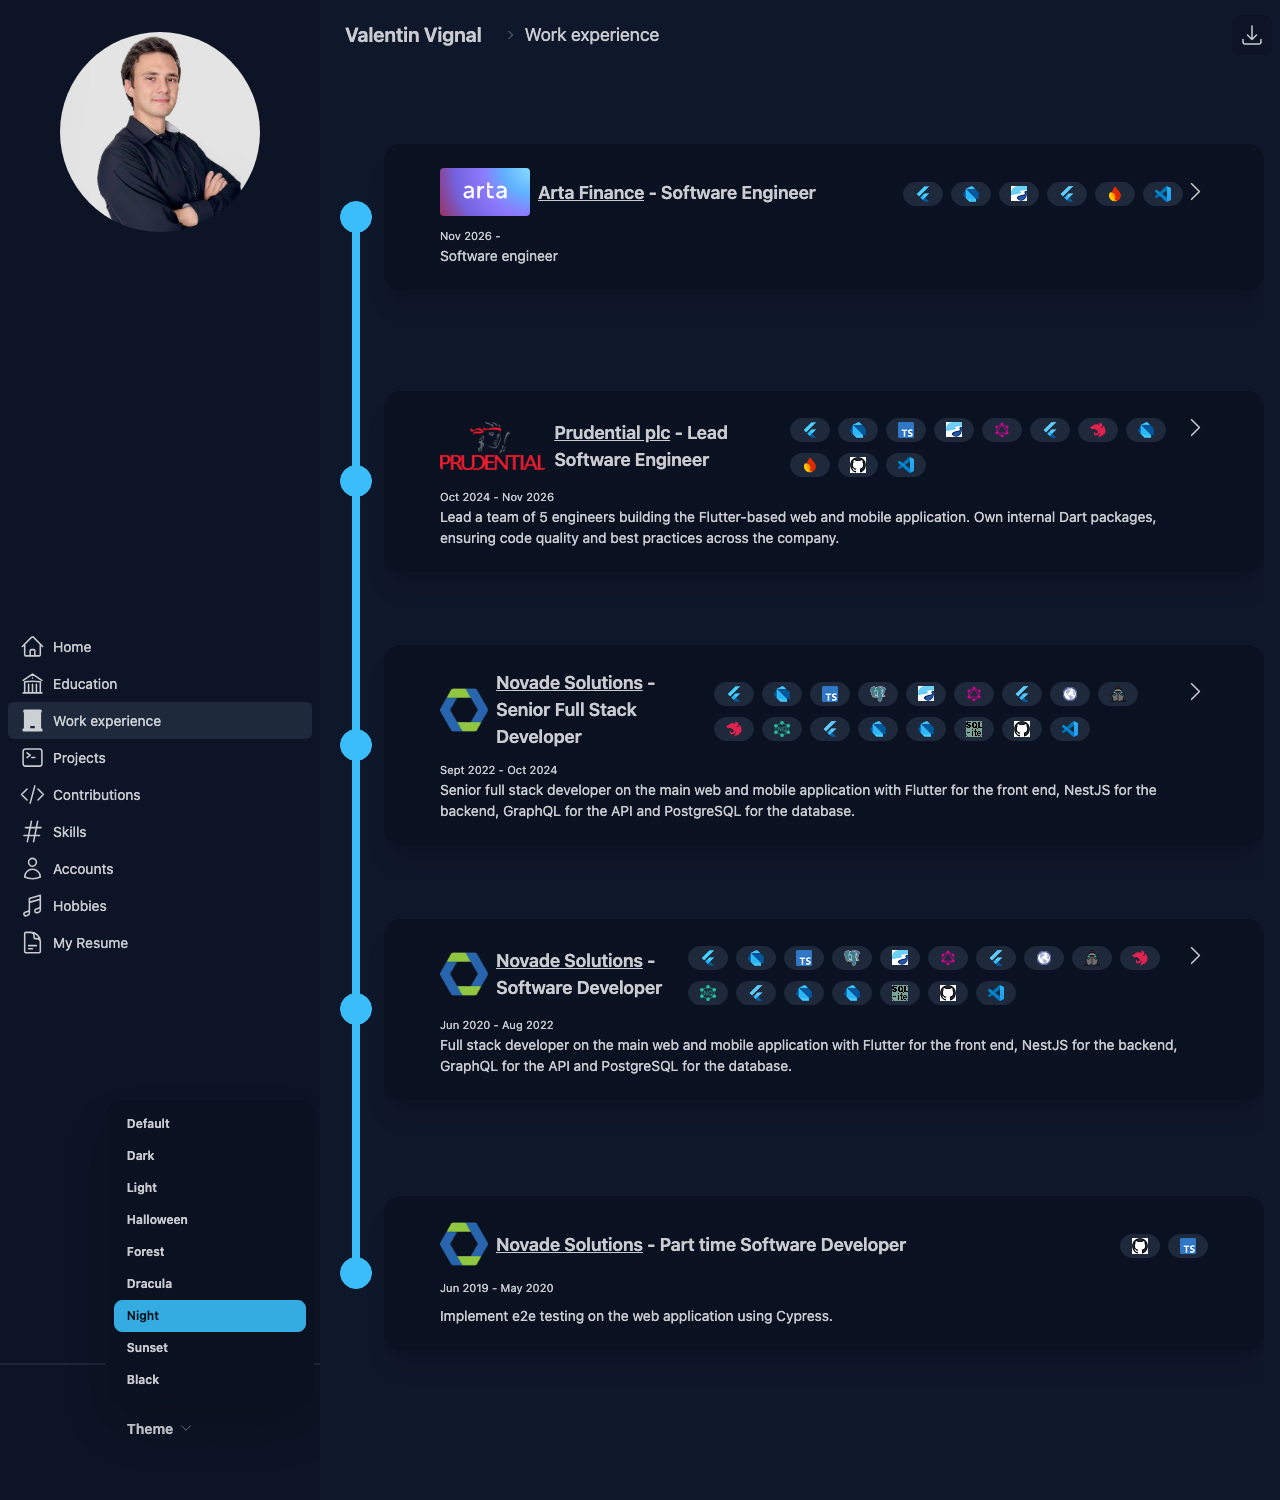 Valentin Vignal
Work experience
Home
Education
Work experience
Projects
Contributions
Skills
Accounts
Hobbies
My Resume
Default
Dark
Light
Halloween
Forest
Dracula
Night
Sunset
Black
Theme
arta
Arta Finance - Software Engineer
Nov 2026 -
Software engineer
PRUDENTIAL
Prudential plc - Lead
Software Engineer
TS
Oct 2024 - Nov 2026
Lead a team of 5 engineers building the Flutter-based web and mobile application. Own internal Dart packages,
ensuring code quality and best practices across the company.
Novade Solutions -
Senior Full Stack
Developer
TS
SQL
-ite
Sept 2022 - Oct 2024
Senior full stack developer on the main web and mobile application with Flutter for the front end, NestJS for the
backend, GraphQL for the API and PostgreSQL for the database.
Novade Solutions -
Software Developer
TS
SQL
-ite
Jun 2020 - Aug 2022
Full stack developer on the main web and mobile application with Flutter for the front end, NestJS for the backend,
GraphQL for the API and PostgreSQL for the database.
Novade Solutions - Part time Software Developer
TS
Jun 2019 - May 2020
Implement e2e testing on the web application using Cypress.